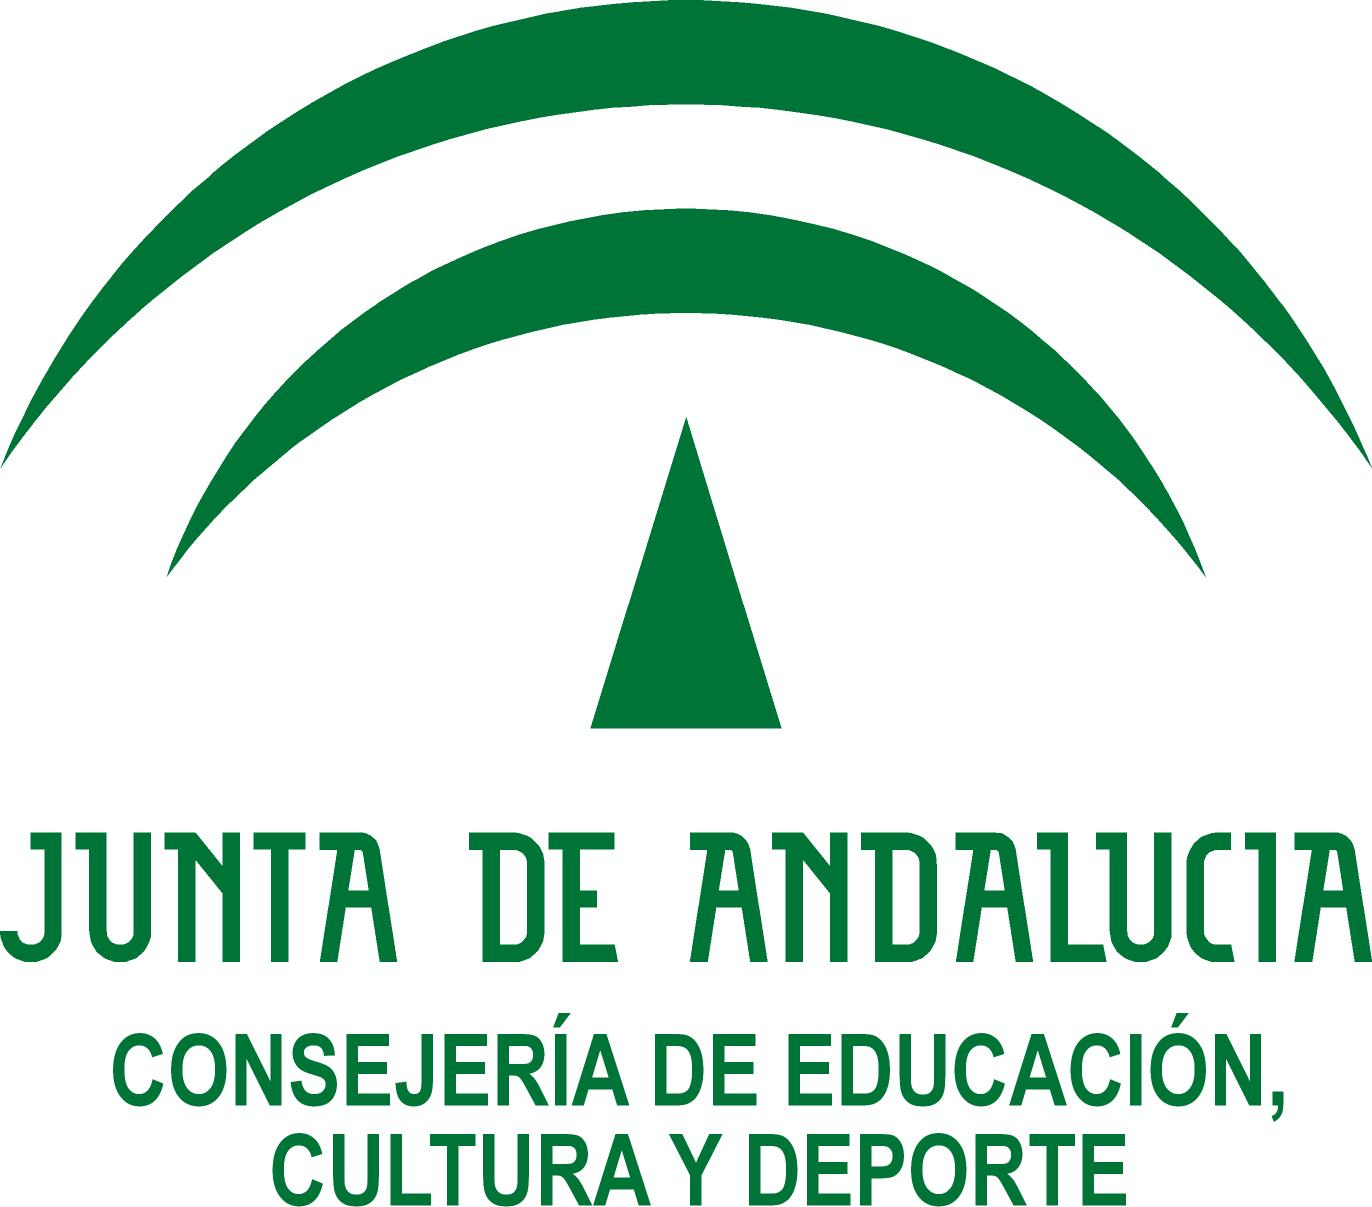 JUNTA DE ANDALUCIA
CONSEJERÍA DE EDUCACIÓN,
CULTURA Y DEPORTE